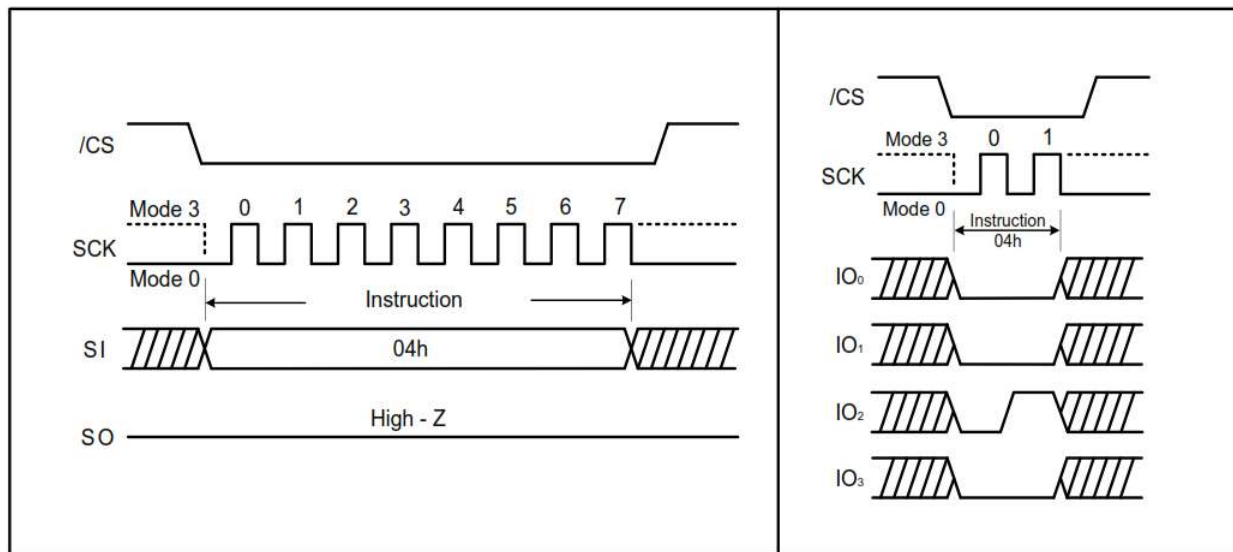 /CS
Mode 3 0 1 2 3 4 5 6 7
SCK
Mode 0
Instruction
SI 04h
High - Z
SO
/CS
Mode 3 0 1
SCK
Mode 0
Instruction
04h
IO₀
IO₁
IO₂
IO₃